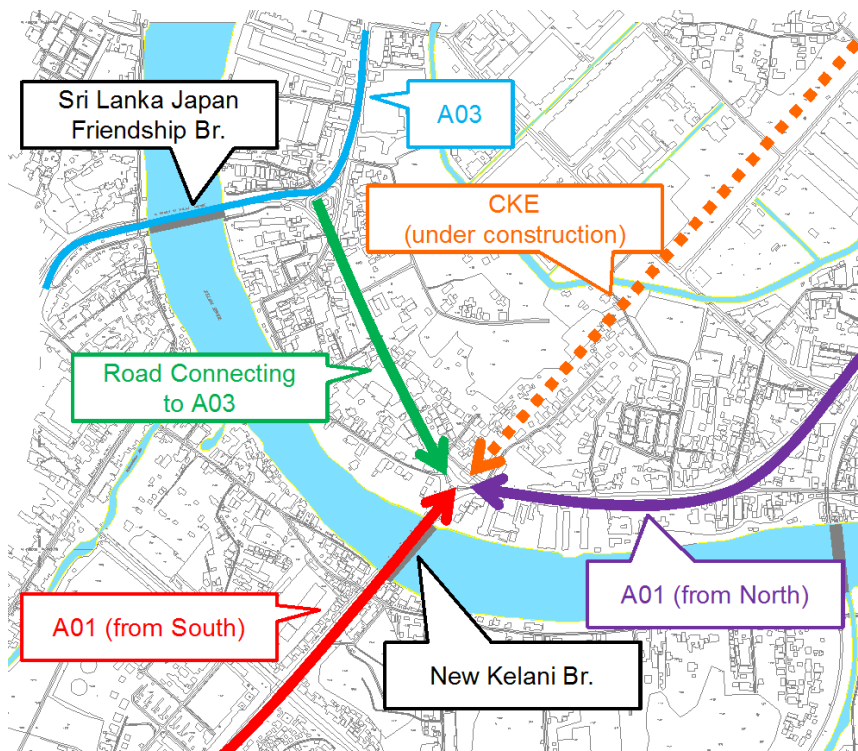 Sri Lanka Japan
Friendship Br.
A03
CKE
(under construction)
Road Connecting
to A03
A01 (from South)
A01 (from North)
New Kelani Br.